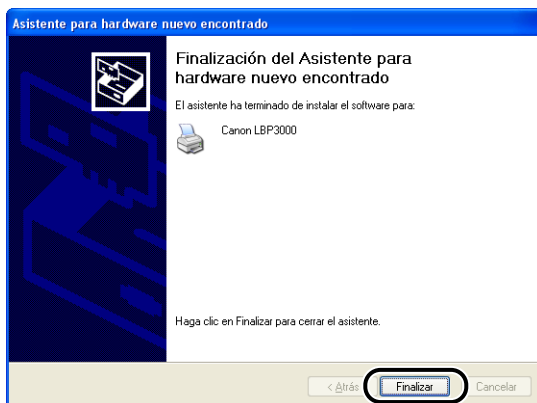 Asistente para hardware nuevo encontrado
Finalización del Asistente para
hardware nuevo encontrado
El asistente ha terminado de instalar el software para:
Canon LBP3000
Haga clic en Finalizar para cerrar el asistente.
< Atrás Finalizar Cancelar